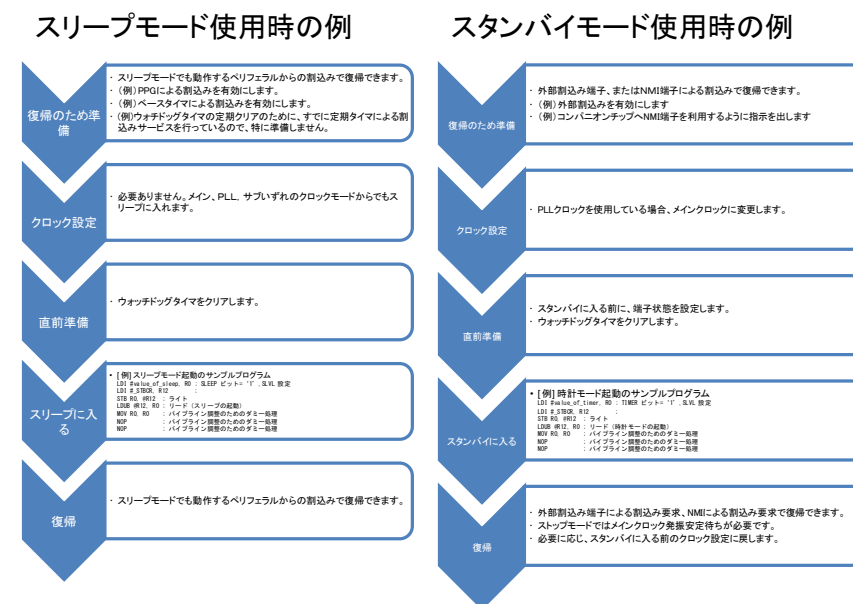 スリープモード使用時の例
復帰のため準
備
・ スリープモードでも動作するペリフェラルからの割込みで復帰できます。
・ (例)PPGによる割込みを有効にします。
・ (例)ベースタイマによる割込みを有効にします。
・ (例)ウォチドッグタイマの定期クリアのために、すでに定期タイマによる割
込みサービスを行っているので、特に準備しません。
クロック設定
・ 必要ありません。メイン、PLL, サブいずれのクロックモードからでもス
リープに入れます。
直前準備
・ ウォッチドッグタイマをクリアします。
スリープに入
る
・ [例]スリープモード起動のサンプルプログラム
LDI #value_of_sleep, R0 : SLEEP ビット= '1' ,SLVL 設定
LDI #_STBCR, R12 :
STB R0, @R12 : ライト
LDUB @R12, R0 : リード (スリープの起動)
MOV R0, R0 : パイプライン調整のためのダミー処理
NOP : パイプライン調整のためのダミー処理
NOP : パイプライン調整のためのダミー処理
復帰
・ スリープモードでも動作するペリフェラルからの割込みで復帰できます。
スタンバイモード使用時の例
復帰のため準備
・ 外部割込み端子、またはNMI端子による割込みで復帰できます。
・ (例)外部割込みを有効にします
・ (例)コンパニオンチップへNMI端子を利用するように指示を出します
クロック設定
・ PLLクロックを使用している場合、メインクロックに変更します。
直前準備
・ スタンバイに入る前に、端子状態を設定します。
・ ウォッチドッグタイマをクリアします。
スタンバイに入る
・ [例]時計モード起動のサンプルプログラム
LDI #value_of_timer, R0 : TIMER ビット= '1' ,SLVL 設定
LDI #_STBCR, R12 :
STB R0, @R12 : ライト
LDUB @R12, R0 : リード (時計モードの起動)
MOV R0, R0 : パイプライン調整のためのダミー処理
NOP : パイプライン調整のためのダミー処理
NOP : パイプライン調整のためのダミー処理
復帰
・ 外部割込み端子による割込み要求、NMIによる割込み要求で復帰できます。
・ ストップモードではメインクロック発振安定待ちが必要です。
・ 必要に応じ、スタンバイに入る前のクロック設定に戻します。